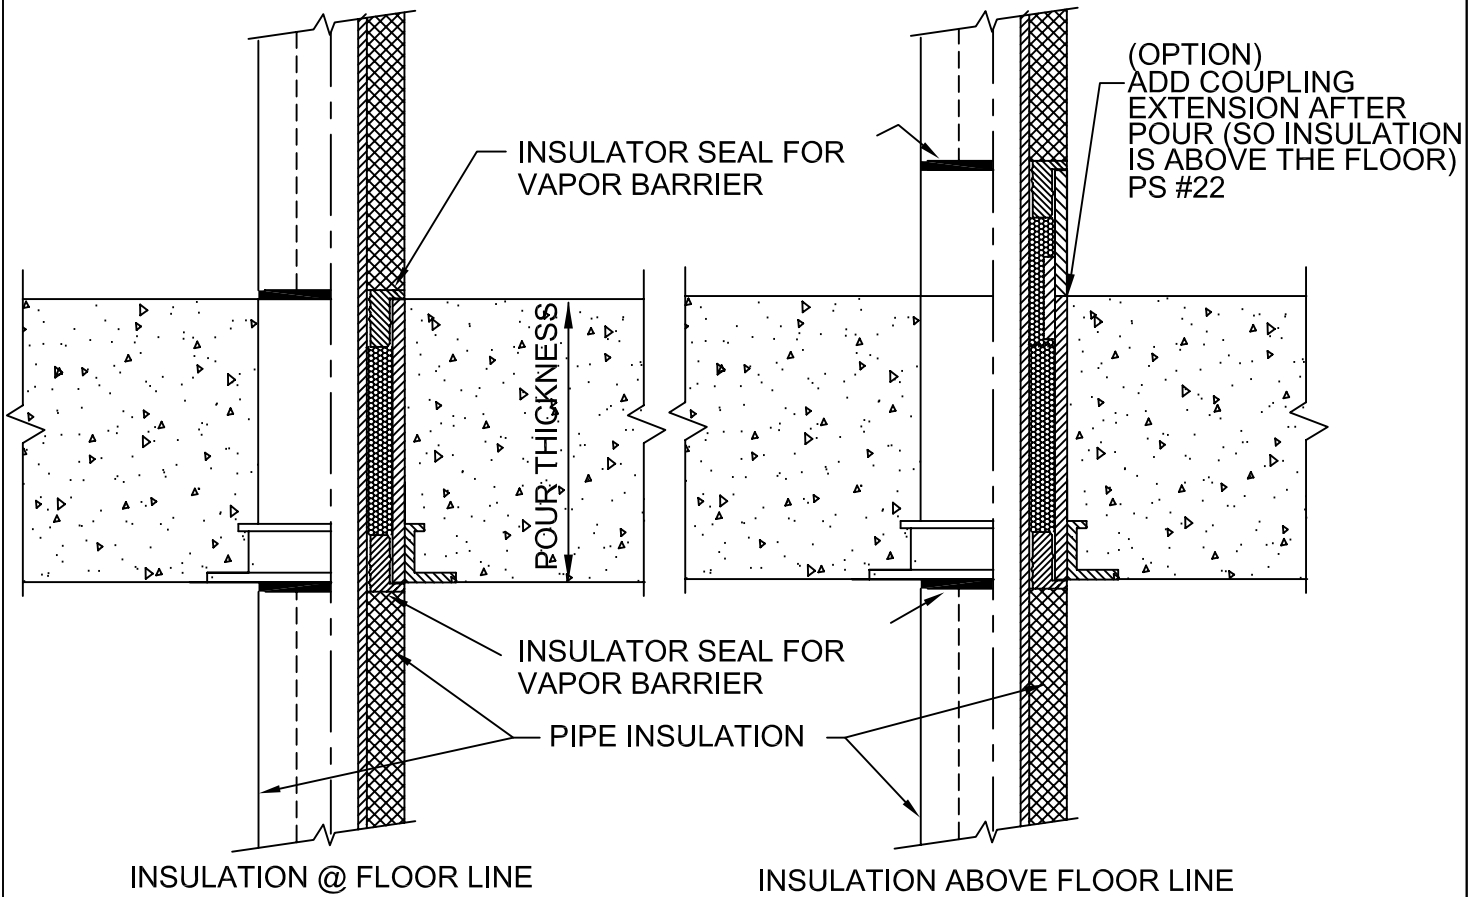 (OPTION)
ADD COUPLING
EXTENSION AFTER
POUR (SO INSULATION
IS ABOVE THE FLOOR)
PS #22
INSULATOR SEAL FOR
VAPOR BARRIER
POUR THICKNESS
INSULATOR SEAL FOR
VAPOR BARRIER
PIPE INSULATION
INSULATION @ FLOOR LINE
INSULATION ABOVE FLOOR LINE